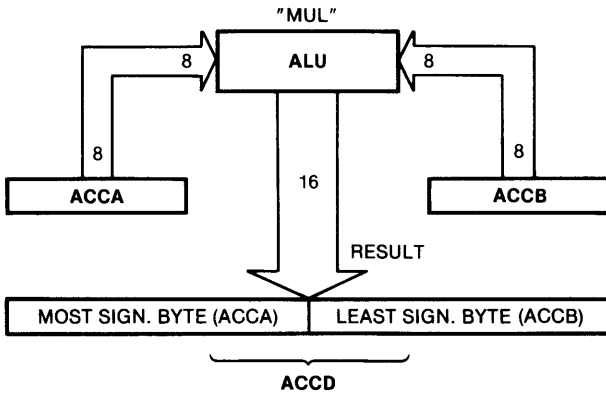 "MUL"
ALU
8
8
8
8
ACCA
16
ACCB
RESULT
MOST SIGN. BYTE (ACCA)
LEAST SIGN. BYTE (ACCB)
ACCD